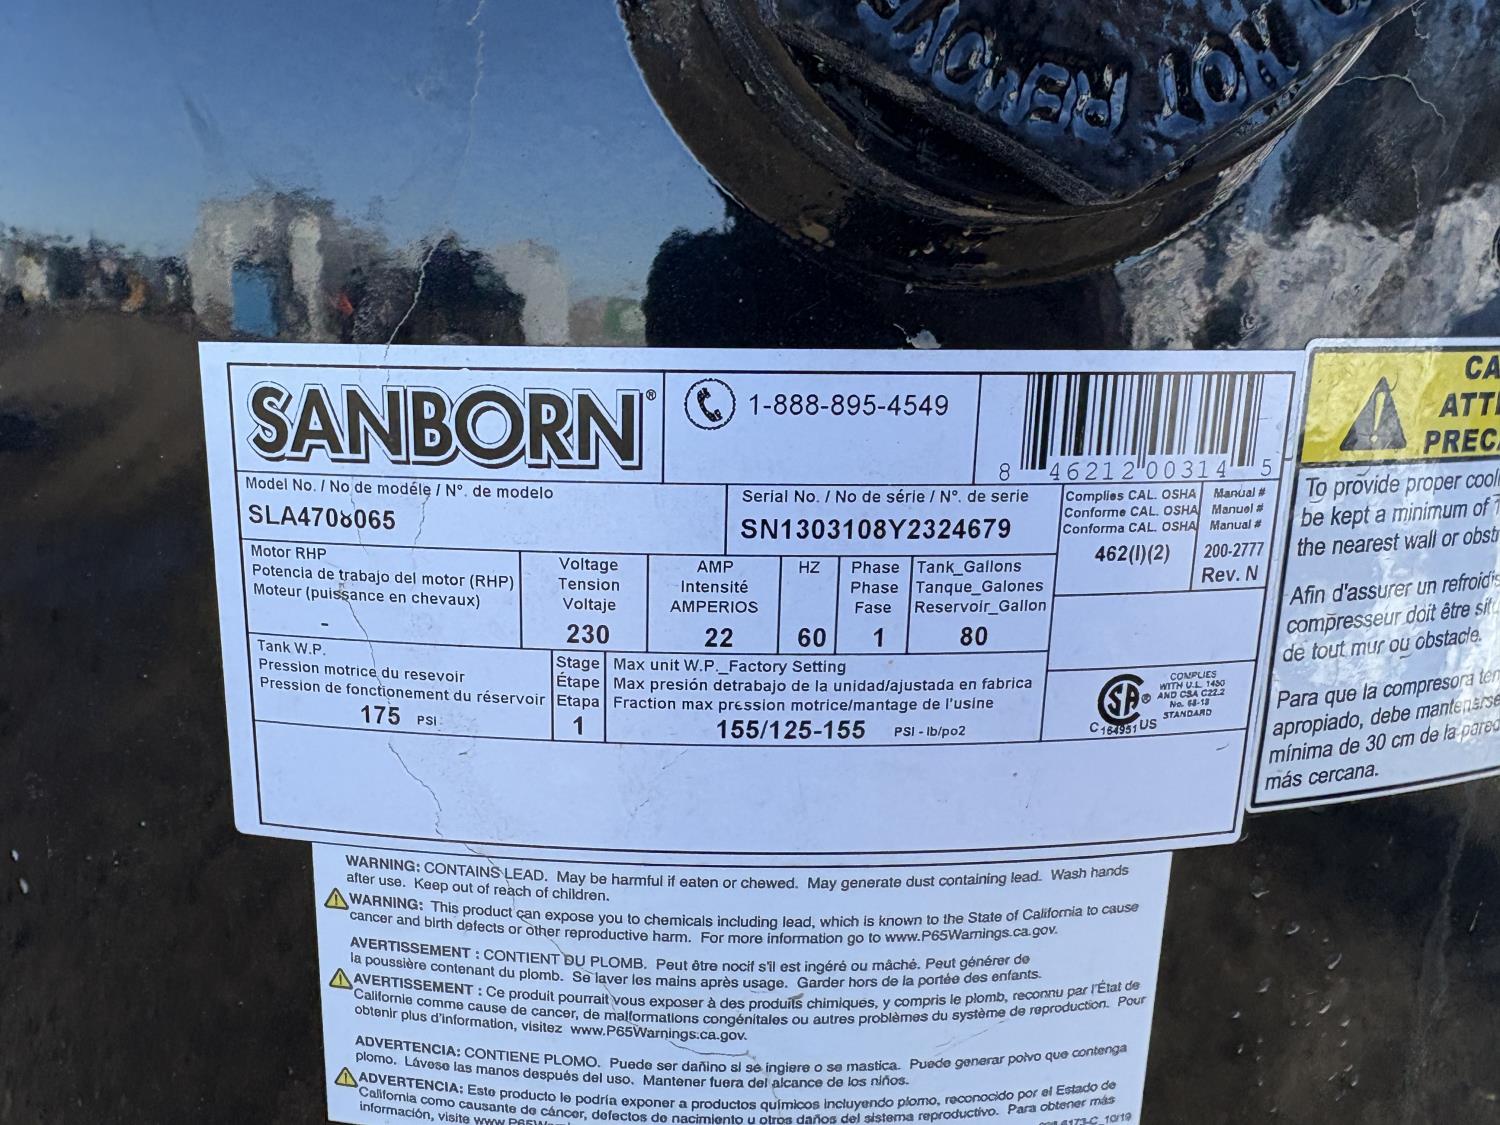 NOT REMOVE
SANBORN®
1-888-895-4549
8 46212 00314 5
Model No. / No de modéle / N°. de modelo
SLA4708065
Serial No. / No de série / N°. de serie
SN1303108Y2324679
Complies CAL. OSHA
Conforme CAL. OSHA
Conforma CAL. OSHA
462(l)(2)
Manual #
Manuel #
Manual #
200-2777
Rev. N
Motor RHP
Potencia de trabajo del motor (RHP)
Moteur (puissance en chevaux)
-
Voltage
Tension
Voltaje
230
AMP
Intensité
AMPERIOS
22
HZ
60
Phase
Phase
Fase
1
Tank_Gallons
Tanque_Galones
Reservoir_Gallon
80
Tank W.P.
Pression motrice du resevoir
Pression de fonctionement du réservoir
175 PSI
Stage
Étape
Etapa
1
Max unit W.P._Factory Setting
Max presión detrabajo de la unidad/ajustada en fabrica
Fraction max pression motrice/mantage de l'usine
155/125-155 PSI - lb/po2
SA®
C 164951 US
COMPLIES
WITH U.L. 1450
AND CSA C22.2
No. 68-18
STANDARD
WARNING: CONTAINS LEAD. May be harmful if eaten or chewed. May generate dust containing lead. Wash hands
after use. Keep out of reach of children.
WARNING: This product can expose you to chemicals including lead, which is known to the State of California to cause
cancer and birth defects or other reproductive harm. For more information go to www.P65Warnings.ca.gov.
AVERTISSEMENT : CONTIENT DU PLOMB. Peut être nocif s'il est ingéré ou mâché. Peut générer de
la poussière contenant du plomb. Se laver les mains après usage. Garder hors de la portée des enfants.
AVERTISSEMENT : Ce produit pourrait vous exposer à des produits chimiques, y compris le plomb, reconnu par l'État de
Californie comme cause de cancer, de malformations congénitales ou autres problèmes du système de reproduction. Pour
obtenir plus d'information, visitez www.P65Warnings.ca.gov.
ADVERTENCIA: CONTIENE PLOMO. Puede ser dañino si se ingiere o se mastica. Puede generar polvo que contenga
plomo. Lávese las manos después del uso. Mantener fuera del alcance de los niños.
ADVERTENCIA: Este producto le podría exponer a productos químicos incluyendo plomo, reconocido por el Estado de
California como causante de cáncer, defectos de nacimiento u otros daños del sistema reproductivo. Para obtener más
información, visite www.P65W
6173-C 10/19
CA
ATT
PREC
To provide proper cool
be kept a minimum of 1
the nearest wall or obst
Afin d'assurer un refroidis
compresseur doit être situ
de tout mur ou obstacle.
Para que la compresora ten
apropiado, debe mantenerse
mínima de 30 cm de la pared
más cercana.